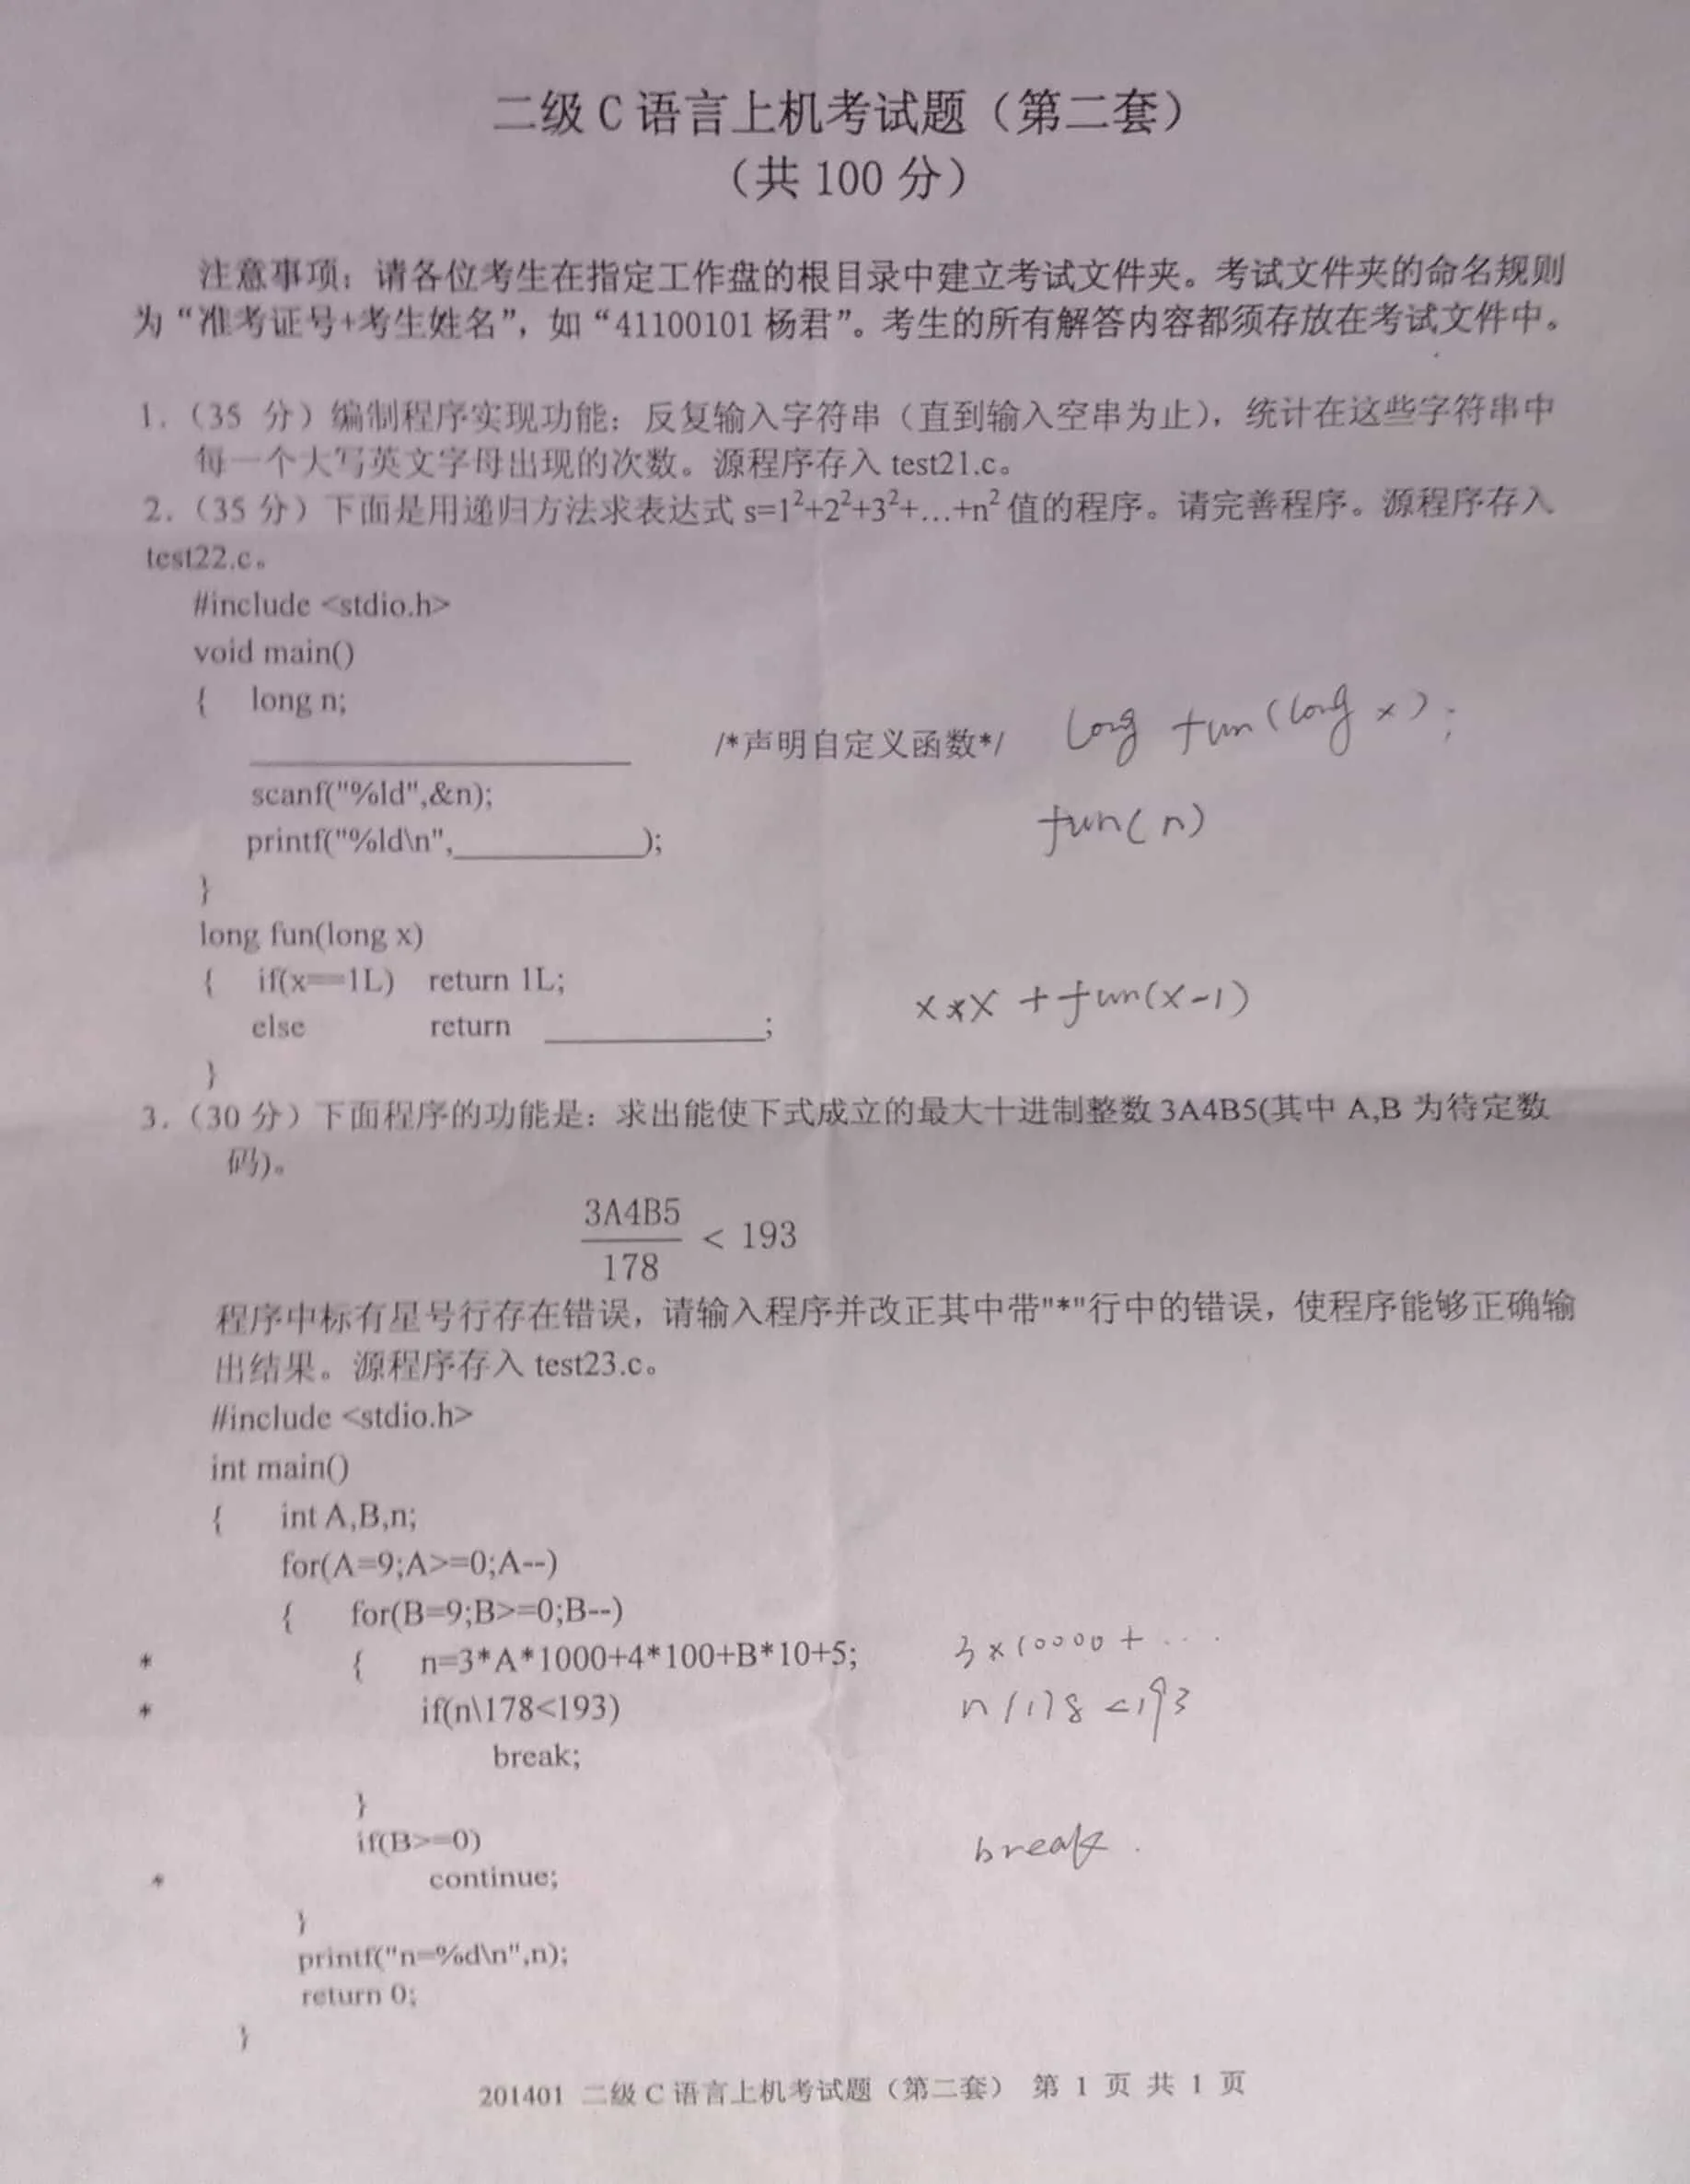 二级 C 语言上机考试题（第二套）
（共 100 分）
注意事项：请各位考生在指定工作盘的根目录中建立考试文件夹。考试文件夹的命名规则
为“准考证号+考生姓名”，如“41100101 杨君”。考生的所有解答内容都须存放在考试文件中。
1.（35 分）编制程序实现功能：反复输入字符串（直到输入空串为止），统计在这些字符串中
每一个大写英文字母出现的次数。源程序存入 test21.c。
2.（35 分）下面是用递归方法求表达式 s=1²+2²+3²+…+n² 值的程序。请完善程序。源程序存入
test22.c。
#include <stdio.h>
void main()
{ long n;
____________ /*声明自定义函数*/ long fun(long x);
scanf("%ld",&n);
printf("%ld\n",____________); fun(n)
}
long fun(long x)
{ if(x==1L) return 1L;
else return ____________; x*x+fun(x-1)
}
3.（30 分）下面程序的功能是：求出能使下式成立的最大十进制整数 3A4B5(其中 A,B 为待定数
码)。
3A4B5
178
< 193
程序中标有星号行存在错误，请输入程序并改正其中带"*"行中的错误，使程序能够正确输
出结果。源程序存入 test23.c。
#include <stdio.h>
int main()
{ int A,B,n;
for(A=9;A>=0;A--)
{ for(B=9;B>=0;B--)
* { n=3*A*1000+4*100+B*10+5; 3×10000+....
* if(n\178<193) n/178<193
break;
}
if(B>=0)
* continue; break.
}
printf("n=%d\n",n);
return 0;
}
201401 二级 C 语言上机考试题（第二套） 第 1 页 共 1 页